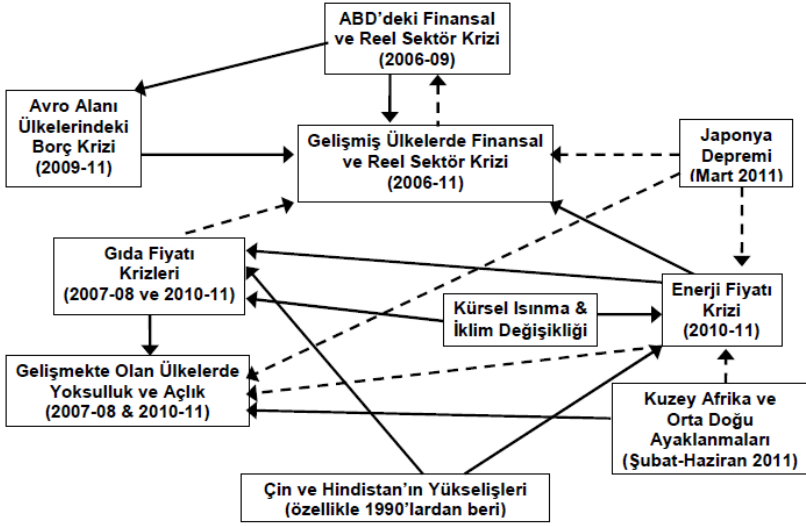 ABD'deki Finansal
ve Reel Sektör Krizi
(2006-09)
Avro Alanı
Ülkelerindeki
Borç Krizi
(2009-11)
Gelişmiş Ülkelerde Finansal
ve Reel Sektör Krizi
(2006-11)
Japonya
Depremi
(Mart 2011)
Gıda Fiyatı
Krizleri
(2007-08 ve 2010-11)
Kürsel Isınma &
İklim Değişikliği
Enerji Fiyatı
Krizi
(2010-11)
Gelişmekte Olan Ülkelerde
Yoksulluk ve Açlık
(2007-08 & 2010-11)
Kuzey Afrika ve
Orta Doğu
Ayaklanmaları
(Şubat-Haziran 2011)
Çin ve Hindistan'ın Yükselişleri
(özellikle 1990'lardan beri)